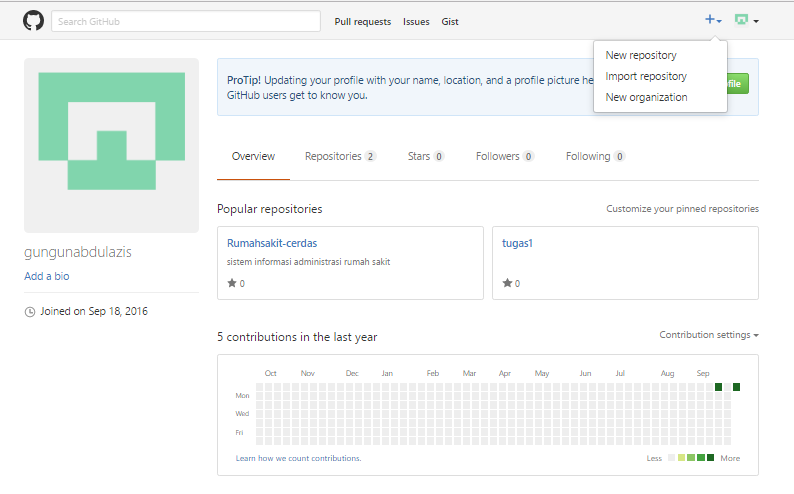 Search GitHub
Pull requests Issues Gist
New repository
Import repository
New organization
ProTip! Updating your profile with your name, location, and a profile picture
GitHub users get to know you.
Overview Repositories 2 Stars 0 Followers 0 Following 0
Popular repositories Customize your pinned repositories
Rumahsakit-cerdas
sistem informasi administrasi rumah sakit
0
tugas1
0
gungunabdulazis
Add a bio
Joined on Sep 18, 2016
5 contributions in the last year Contribution settings
Oct Nov Dec Jan Feb Mar Apr May Jun Jul Aug Sep
Mon
Wed
Fri
Learn how we count contributions. Less More